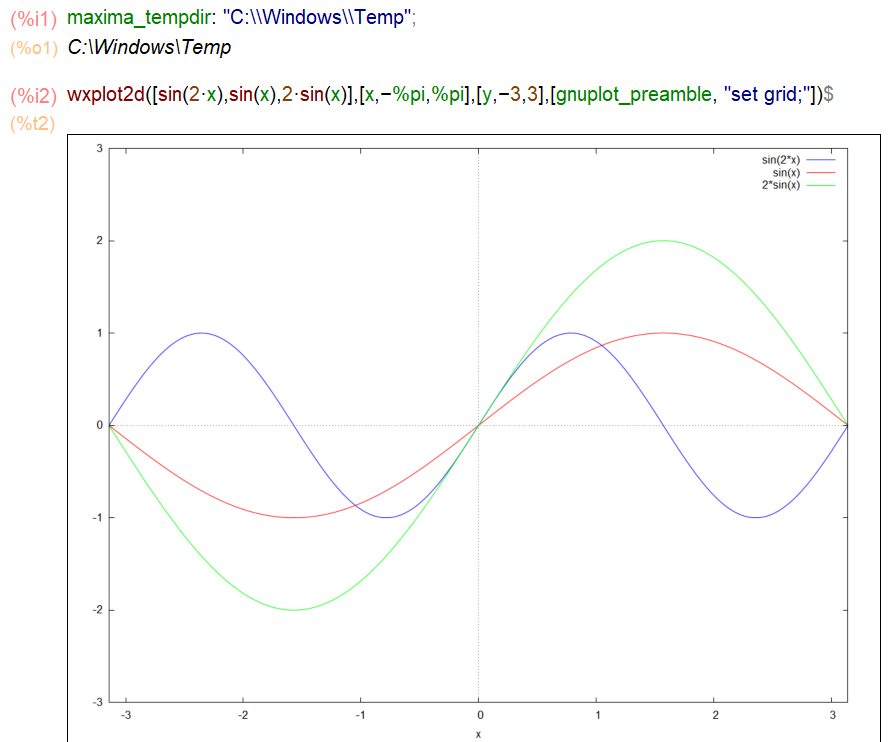 (%i1) maxima_tempdir: "C:\\Windows\\Temp";
(%o1) C:\Windows\Temp
(%i2) wxplot2d([sin(2·x),sin(x),2·sin(x)],[x,−%pi,%pi],[y,−3,3],[gnuplot_preamble, "set grid;"])$
(%t2)
3
sin(2*x)
sin(x)
2*sin(x)
2
1
0
-1
-2
-3
-3 -2 -1 0 1 2 3
x